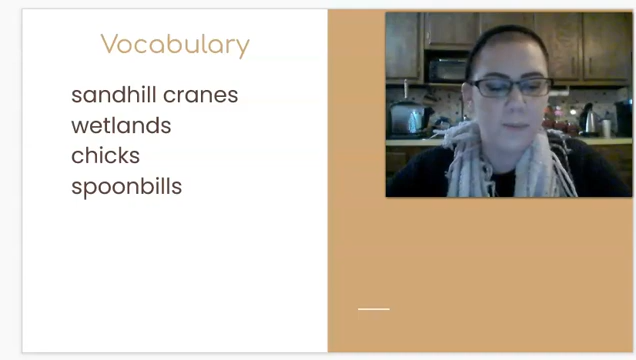 Vocabulary
sandhill cranes
wetlands
chicks
spoonbills